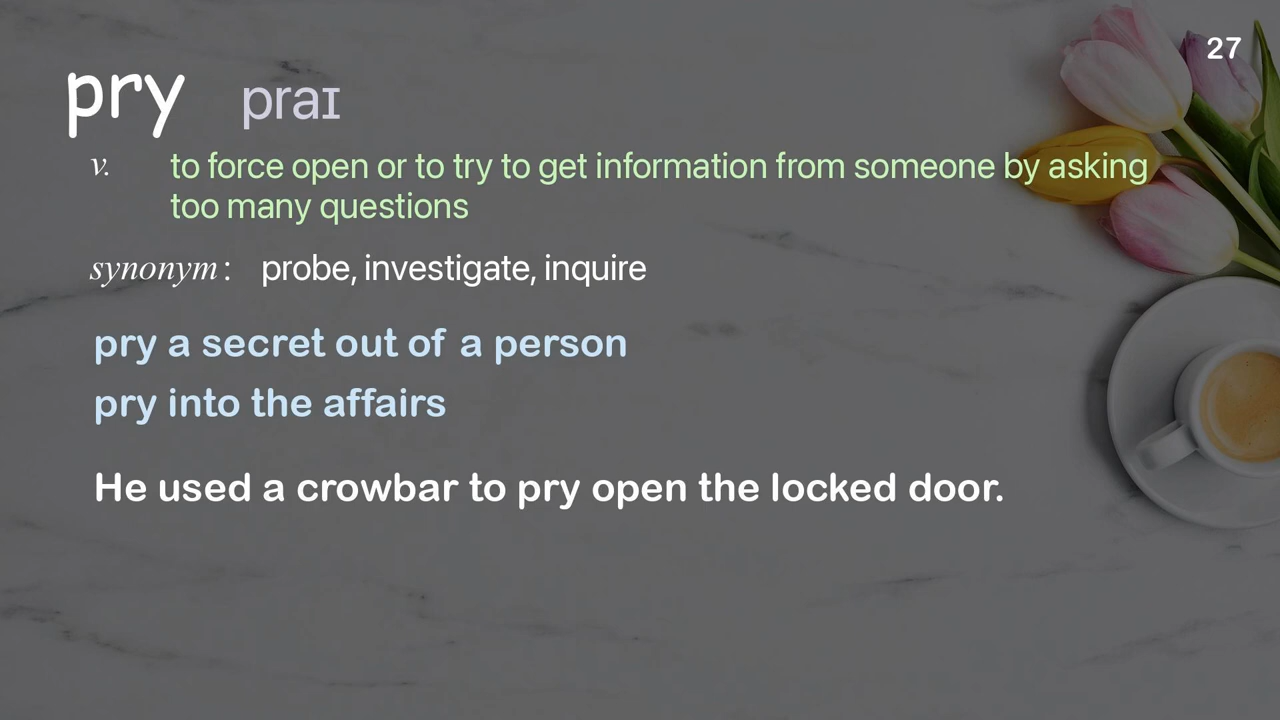 27
pry praɪ
v. to force open or to try to get information from someone by asking
too many questions
synonym: probe, investigate, inquire
pry a secret out of a person
pry into the affairs
He used a crowbar to pry open the locked door.